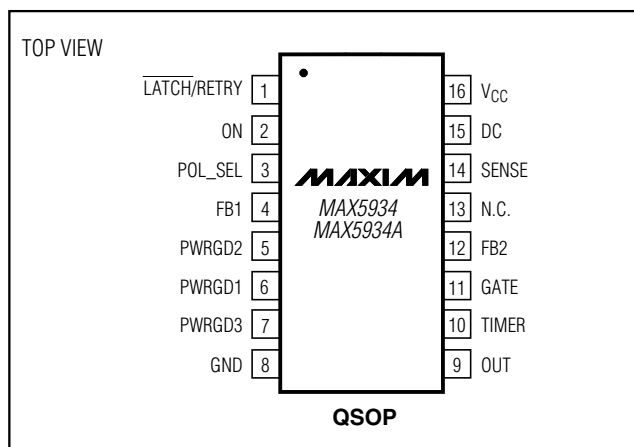 TOP VIEW
LATCH/RETRY 1
ON 2
POL_SEL 3
FB1 4
PWRGD2 5
PWRGD1 6
PWRGD3 7
GND 8
MAXIM
MAX5934
MAX5934A
16 VCC
15 DC
14 SENSE
13 N.C.
12 FB2
11 GATE
10 TIMER
9 OUT
QSOP